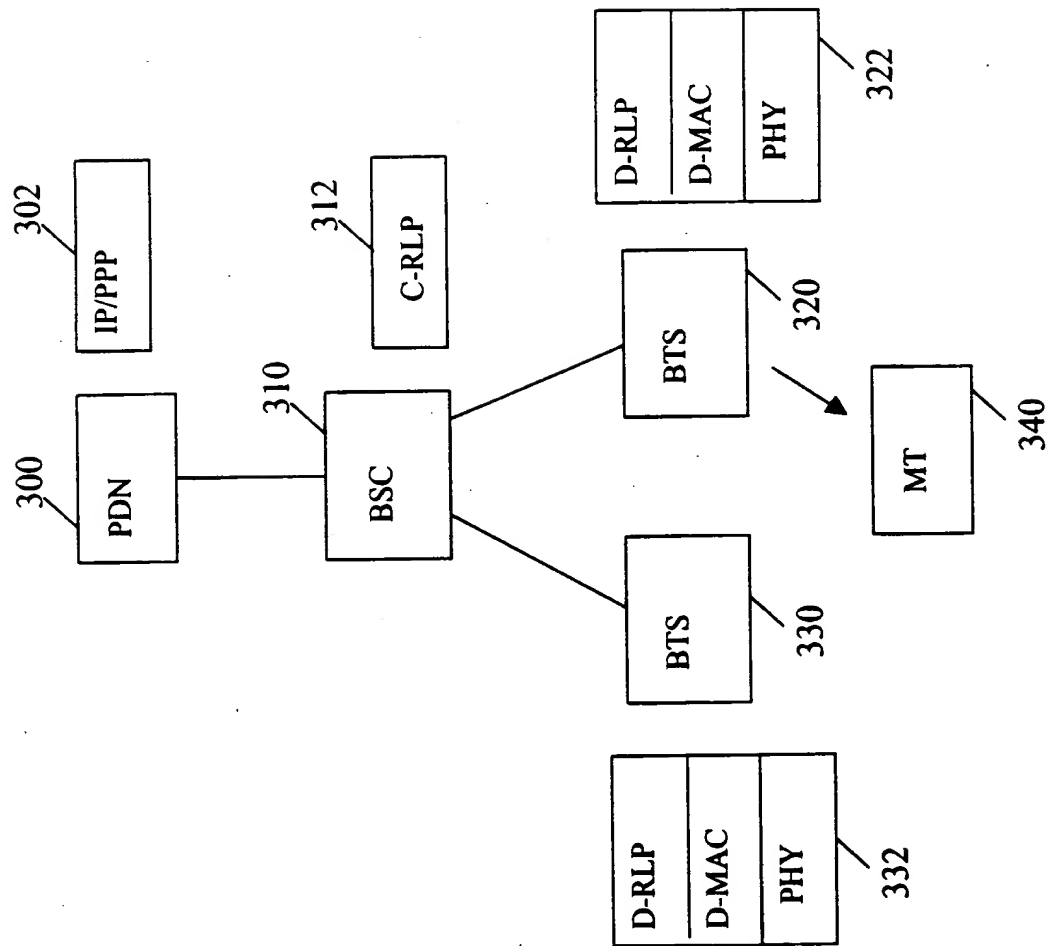 300
302
PDN
IP/PPP
310
312
BSC
C-RLP
BTS
BTS
330
320
D-RLP
D-MAC
PHY
332
D-RLP
D-MAC
PHY
322
MT
340